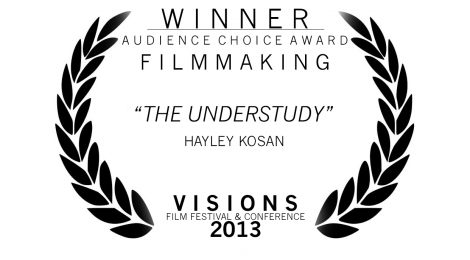 WINNER
AUDIENCE CHOICE AWARD
FILMMAKING
“THE UNDERSTUDY”
HAYLEY KOSAN
VISIONS
FILM FESTIVAL & CONFERENCE
2013